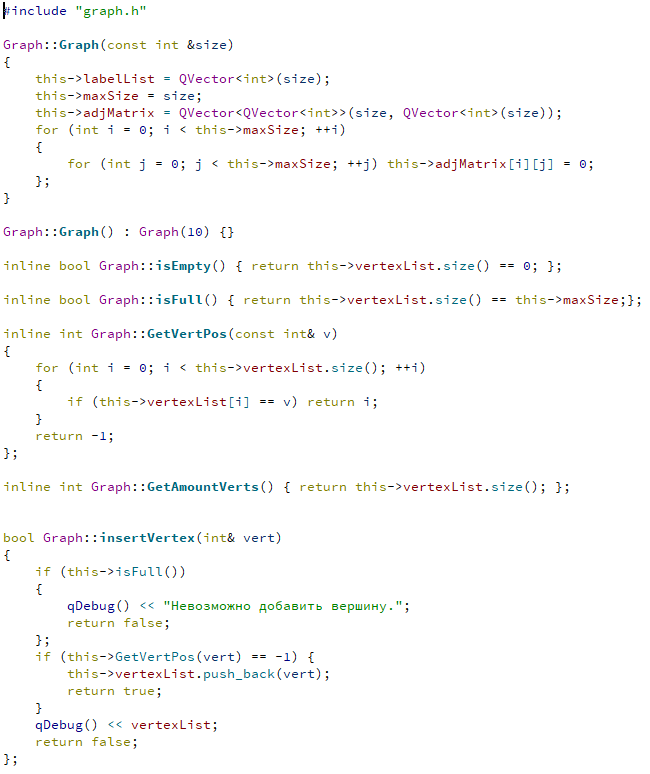 #include "graph.h"

Graph::Graph(const int &size)
{
    this->labelList = QVector<int>(size);
    this->maxSize = size;
    this->adjMatrix = QVector<QVector<int>>(size, QVector<int>(size));
    for (int i = 0; i < this->maxSize; ++i)
    {
        for (int j = 0; j < this->maxSize; ++j) this->adjMatrix[i][j] = 0;
    };
}

Graph::Graph() : Graph(10) {}

inline bool Graph::isEmpty() { return this->vertexList.size() == 0; };

inline bool Graph::isFull() { return this->vertexList.size() == this->maxSize;};

inline int Graph::GetVertPos(const int& v)
{
    for (int i = 0; i < this->vertexList.size(); ++i)
    {
        if (this->vertexList[i] == v) return i;
    }
    return -1;
};

inline int Graph::GetAmountVerts() { return this->vertexList.size(); };


bool Graph::insertVertex(int& vert)
{
    if (this->isFull())
    {
        qDebug() << "Невозможно добавить вершину.";
        return false;
    };
    if (this->GetVertPos(vert) == -1) {
        this->vertexList.push_back(vert);
        return true;
    }
    qDebug() << vertexList;
    return false;
};